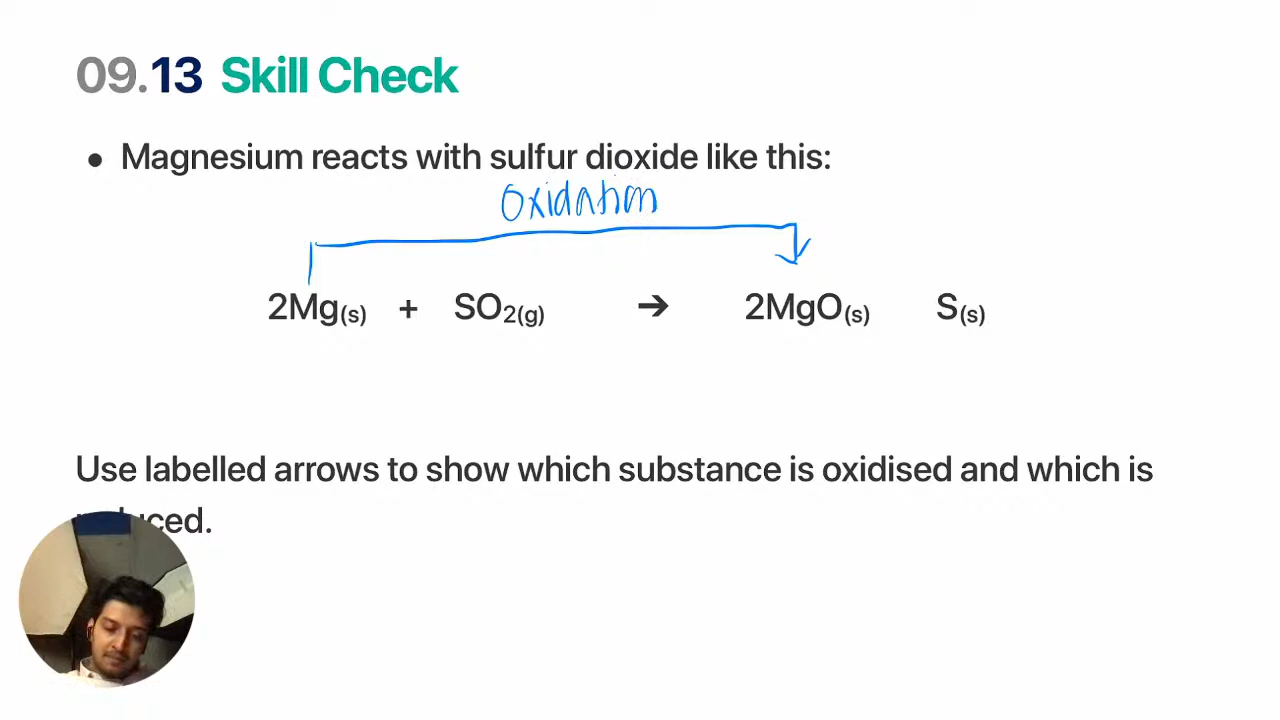 09.13 Skill Check
• Magnesium reacts with sulfur dioxide like this:
Oxidation
2Mg(s) + SO₂(g) ➔ 2MgO(s) S(s)
Use labelled arrows to show which substance is oxidised and which is
reduced.